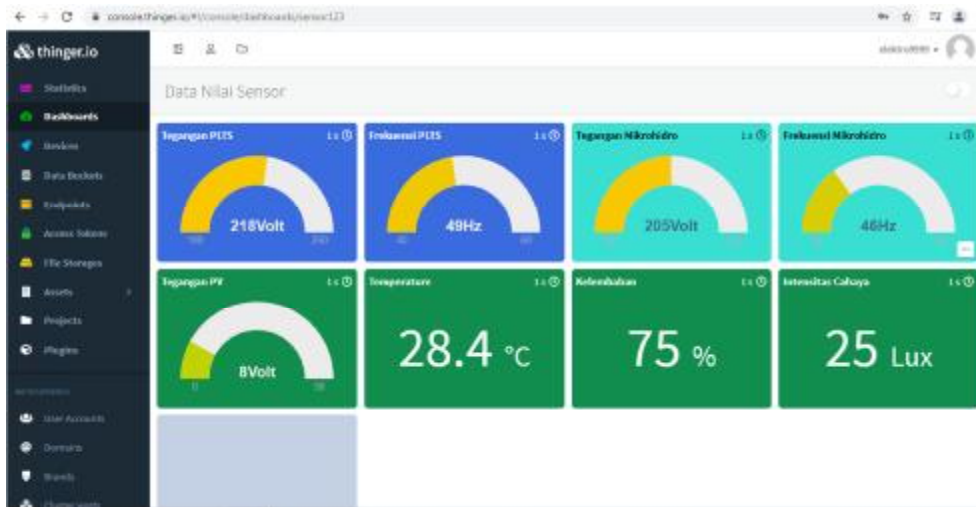 console.thinger.io/#!/console/dashboards/sensor123
thinger.io
Statistics
Data Nilai Sensor
Dashboards
Devices
Data Buckets
Endpoints
Access Tokens
File Storages
Assets
Projects
Plugins
User Accounts
Domains
Brands
Tegangan PLTS 1 s
218Volt
Frekuensi PLTS 1 s
49Hz
40 60
Tegangan Mikrohidro 1 s
205Volt
Frekuensi Mikrohidro 1 s
46Hz
Tegangan PV 1 s
8Volt
0
Temperature 1 s
28.4 °C
Kelembaban 1 s
75 %
Intensitas Cahaya 1 s
25 Lux